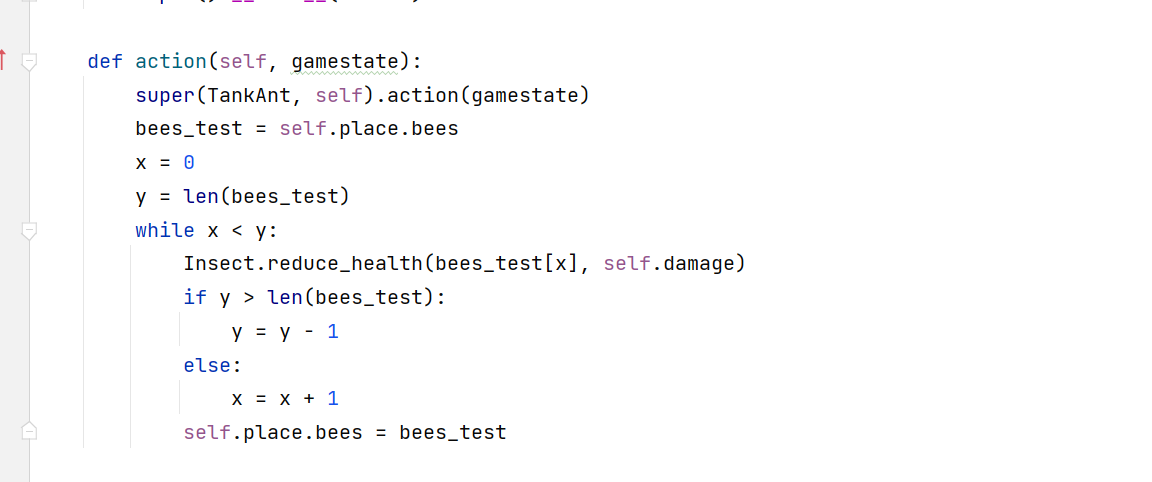 def action(self, gamestate):
super(TankAnt, self).action(gamestate)
bees_test = self.place.bees
x = 0
y = len(bees_test)
while x < y:
Insect.reduce_health(bees_test[x], self.damage)
if y > len(bees_test):
y = y - 1
else:
x = x + 1
self.place.bees = bees_test